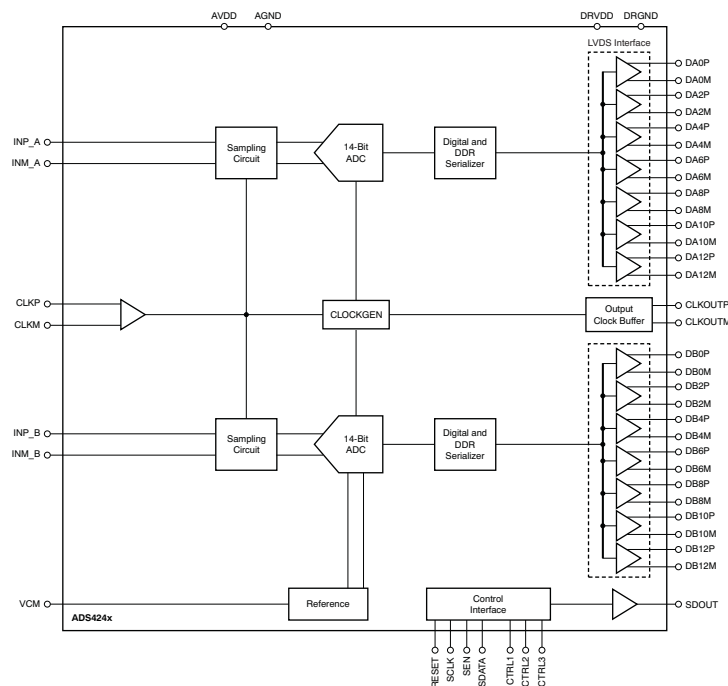 AVDD AGND DRVDD DRGND
LVDS Interface
DA0P
DA0M
DA2P
DA2M
DA4P
DA4M
DA6P
DA6M
DA8P
DA8M
DA10P
DA10M
DA12P
DA12M
INP_A
INM_A
Sampling
Circuit
14-Bit
ADC
Digital and
DDR
Serializer
CLKP
CLKM
CLOCKGEN
Output
Clock Buffer
CLKOUTP
CLKOUTM
DB0P
DB0M
DB2P
DB2M
DB4P
DB4M
DB6P
DB6M
DB8P
DB8M
DB10P
DB10M
DB12P
DB12M
INP_B
INM_B
Sampling
Circuit
14-Bit
ADC
Digital and
DDR
Serializer
VCM
Reference
Control
Interface
SDOUT
ADS424x
RESET
SCLK
SEN
SDATA
CTRL1
CTRL2
CTRL3